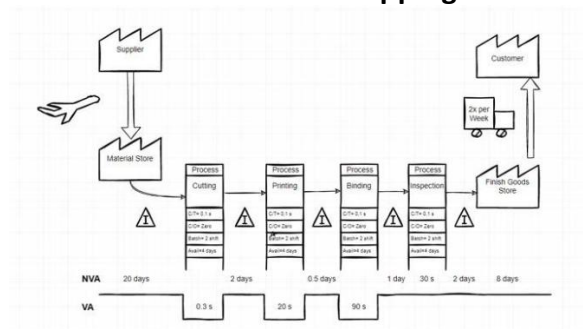 Supplier
Customer
2x per
Week
Material Store
Process
Cutting
C/T= 0.1 s
C/O= Zero
Batch= 2 shift
Avail=4 days
Process
Printing
C/T= 0.1 s
C/O= Zero
Batch= 2 shift
Avail=4 days
Process
Binding
C/T= 0.1 s
C/O= Zero
Batch= 2 shift
Avail=4 days
Process
Inspection
C/T= 0.1 s
C/O= Zero
Batch= 2 shift
Avail=4 days
Finish Goods
Store
I
I
I
I
I
NVA 20 days 2 days 0.5 days 1 day 30 s 2 days 8 days
VA 0.3 s 20 s 90 s